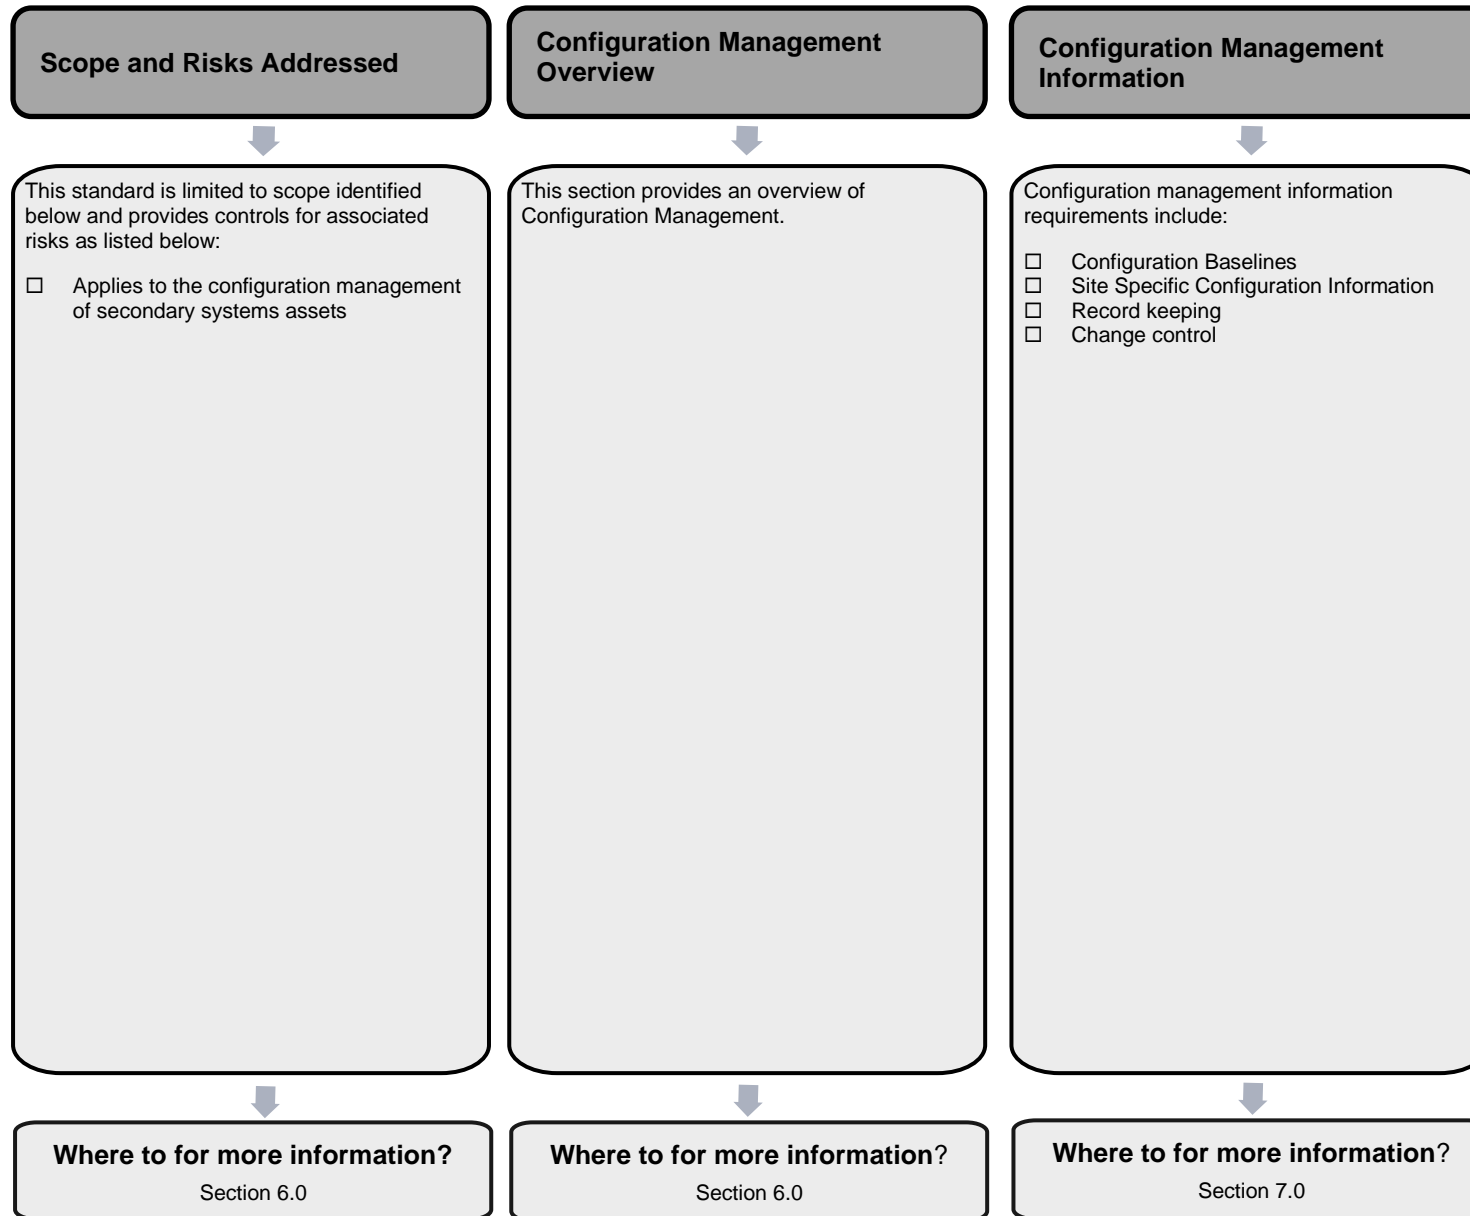 Scope and Risks Addressed
This standard is limited to scope identified
below and provides controls for associated
risks as listed below:
☐ Applies to the configuration management
of secondary systems assets
Where to for more information?
Section 6.0
Configuration Management
Overview
This section provides an overview of
Configuration Management.
Where to for more information?
Section 6.0
Configuration Management
Information
Configuration management information
requirements include:
☐ Configuration Baselines
☐ Site Specific Configuration Information
☐ Record keeping
☐ Change control
Where to for more information?
Section 7.0